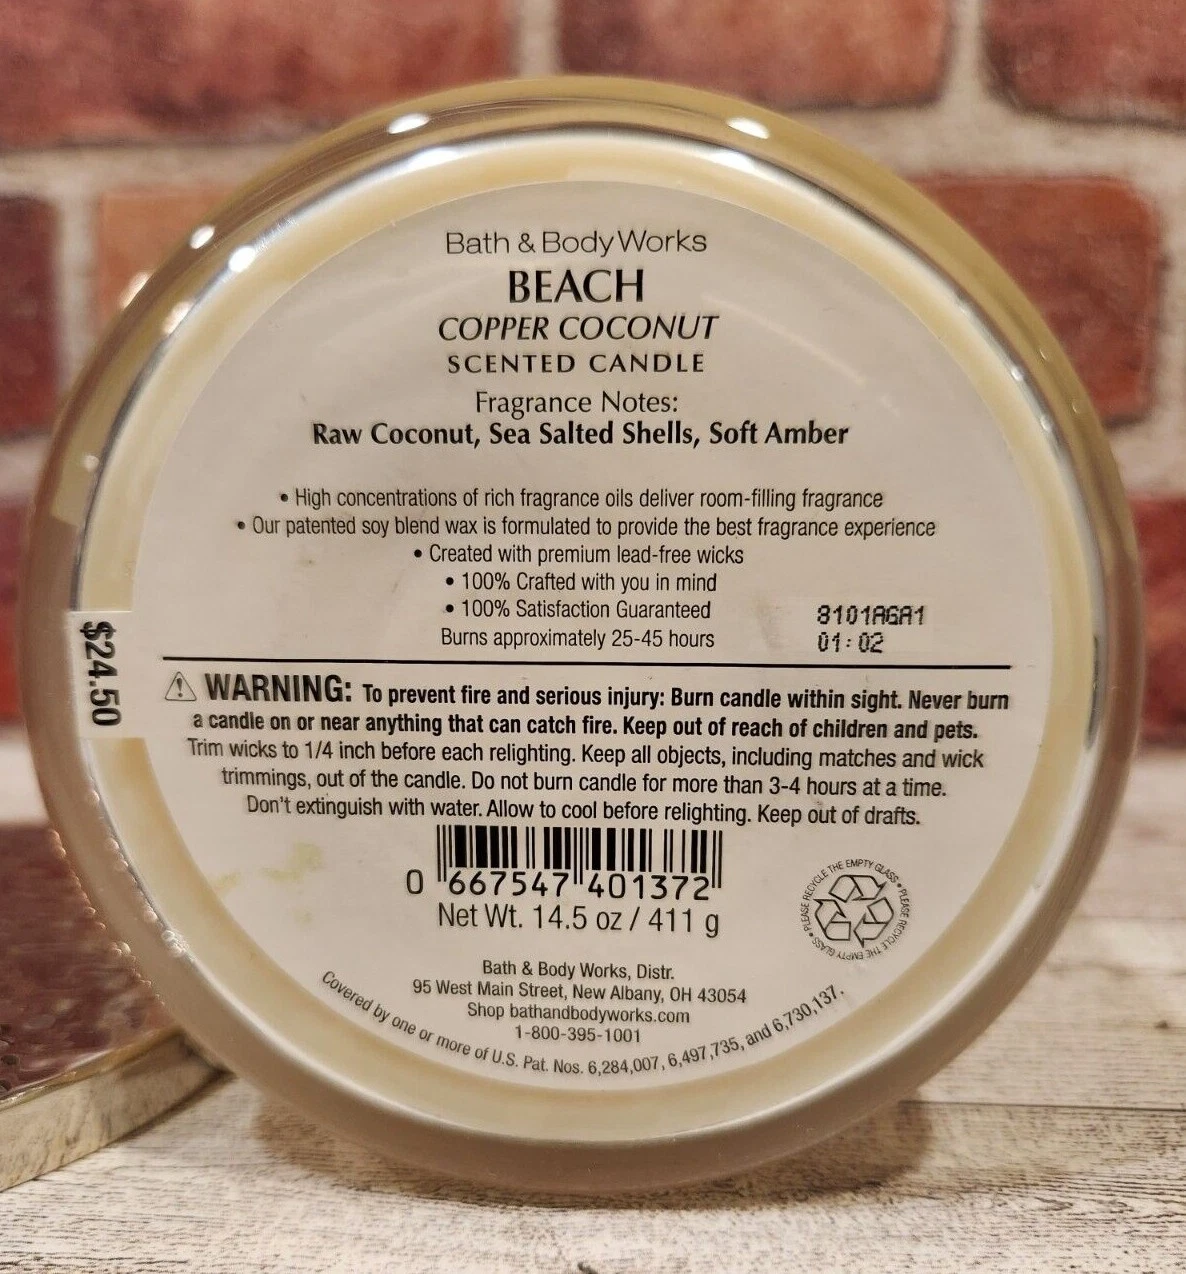 Bath & Body Works
BEACH
COPPER COCONUT
SCENTED CANDLE
Fragrance Notes:
Raw Coconut, Sea Salted Shells, Soft Amber
• High concentrations of rich fragrance oils deliver room-filling fragrance
• Our patented soy blend wax is formulated to provide the best fragrance experience
• Created with premium lead-free wicks
• 100% Crafted with you in mind
• 100% Satisfaction Guaranteed
Burns approximately 25-45 hours
8101AGA1
01:02
$24.50
⚠ WARNING: To prevent fire and serious injury: Burn candle within sight. Never burn
a candle on or near anything that can catch fire. Keep out of reach of children and pets.
Trim wicks to 1/4 inch before each relighting. Keep all objects, including matches and wick
trimmings, out of the candle. Do not burn candle for more than 3-4 hours at a time.
Don't extinguish with water. Allow to cool before relighting. Keep out of drafts.
0 667547 401372
Net Wt. 14.5 oz / 411 g
PLEASE RECYCLE THE EMPTY GLASS • PLEASE RECYCLE THE EMPTY GLASS •
Bath & Body Works, Distr.
95 West Main Street, New Albany, OH 43054
Shop bathandbodyworks.com
1-800-395-1001
Covered by one or more of U.S. Pat. Nos. 6,284,007, 6,497,735, and 6,730,137.